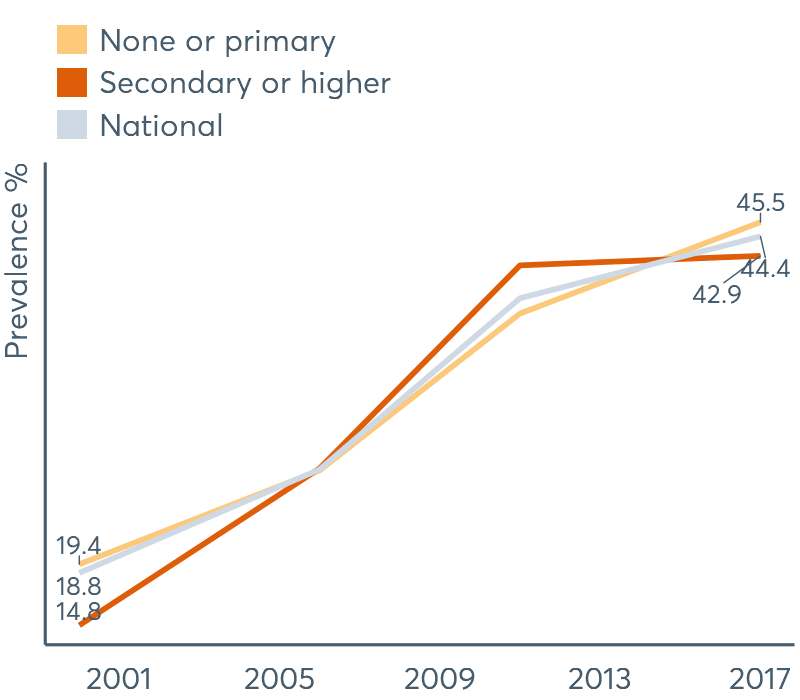 None or primary
Secondary or higher
National
Prevalence %
45.5
44.4
42.9
19.4
18.8
14.8
2001 2005 2009 2013 2017